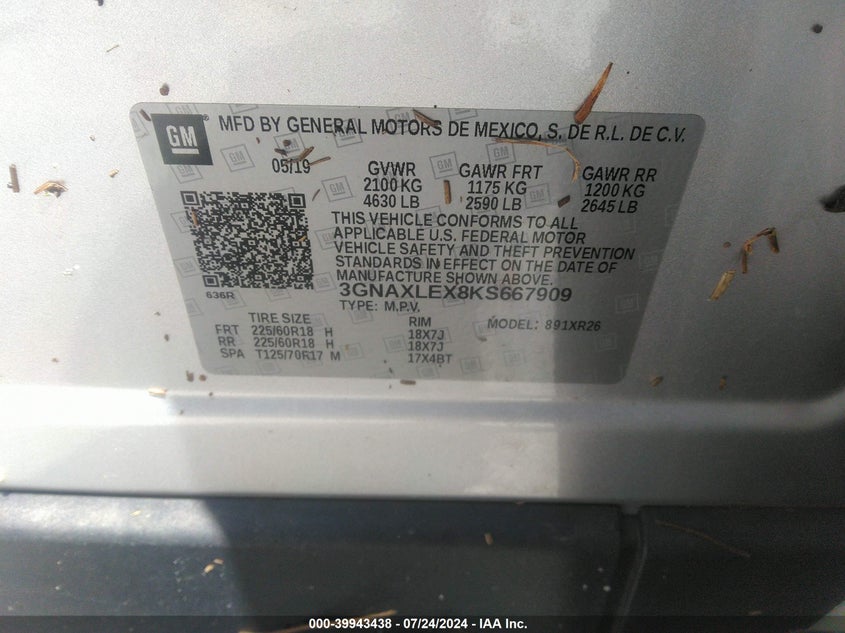 GM
MFD BY GENERAL MOTORS DE MEXICO, S. DE R.L. DE C.V.
05/19 GVWR GAWR FRT GAWR RR
2100 KG 1175 KG 1200 KG
4630 LB 2590 LB 2645 LB
THIS VEHICLE CONFORMS TO ALL
APPLICABLE U.S. FEDERAL MOTOR
VEHICLE SAFETY AND THEFT PREVENTION
STANDARDS IN EFFECT ON THE DATE OF
MANUFACTURE SHOWN ABOVE.
636R
3GNAXLEX8KS667909
TYPE: M.P.V.
TIRE SIZE RIM MODEL: 891XR26
FRT 225/60R18 H 18X7J
RR 225/60R18 H 18X7J
SPA T125/70R17 M 17X4BT
000-39943438 - 07/24/2024 - IAA Inc.